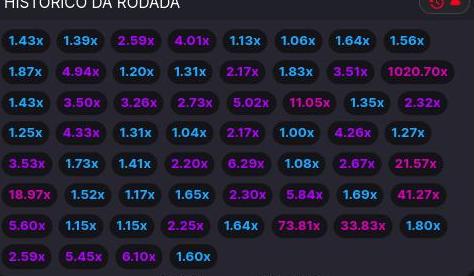 HISTÓRICO DA RODADA
1.43x 1.39x 2.59x 4.01x 1.13x 1.06x 1.64x 1.56x
1.87x 4.94x 1.20x 1.31x 2.17x 1.83x 3.51x 1020.70x
1.43x 3.50x 3.26x 2.73x 5.02x 11.05x 1.35x 2.32x
1.25x 4.33x 1.31x 1.04x 2.17x 1.00x 4.26x 1.27x
3.53x 1.73x 1.41x 2.20x 6.29x 1.08x 2.67x 21.57x
18.97x 1.52x 1.17x 1.65x 2.30x 5.84x 1.69x 41.27x
5.60x 1.15x 1.15x 2.25x 1.64x 73.81x 33.83x 1.80x
2.59x 5.45x 6.10x 1.60x